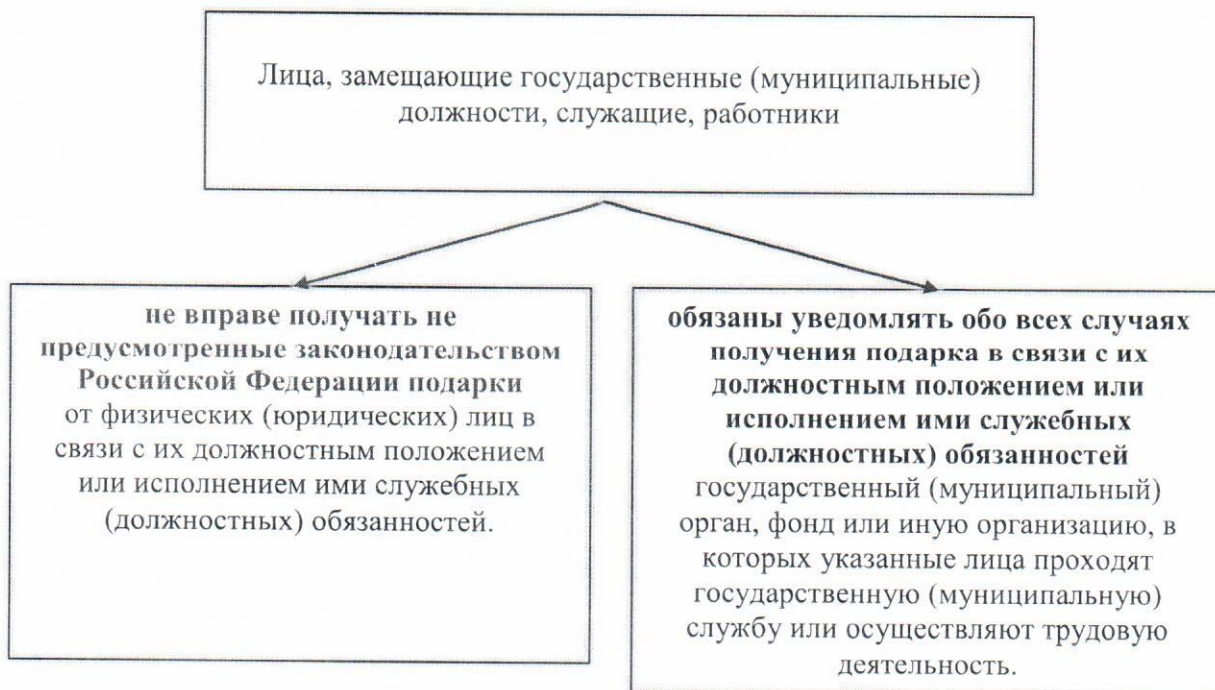 Лица, замещающие государственные (муниципальные)
должности, служащие, работники
не вправе получать не
предусмотренные законодательством
Российской Федерации подарки
от физических (юридических) лиц в
связи с их должностным положением
или исполнением ими служебных
(должностных) обязанностей.
обязаны уведомлять обо всех случаях
получения подарка в связи с их
должностным положением или
исполнением ими служебных
(должностных) обязанностей
государственный (муниципальный)
орган, фонд или иную организацию, в
которых указанные лица проходят
государственную (муниципальную)
службу или осуществляют трудовую
деятельность.